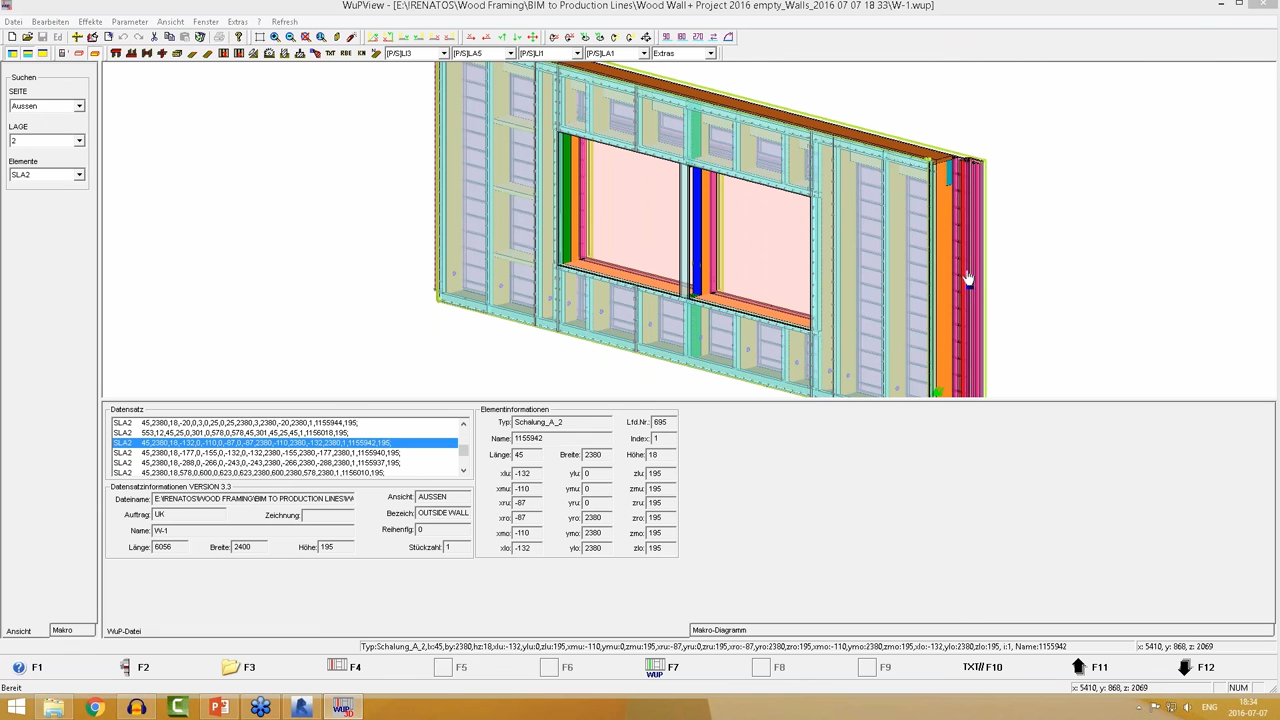 WuPView - [E:\IRENATOS\Wood Framing\BIM to Production Lines\Wood Wall+ Project 2016 empty_Walls_2016 07 07 18 33\W-1.wup]
Datei Bearbeiten Effekte Parameter Ansicht Fenster Extras ? Refresh
90 180 270
TXT RBE KN [P/S]LI3 [P/S]LA5 [P/S]LI1 [P/S]LA1 Extras
Suchen
SEITE
Aussen
LAGE
2
Elemente
SLA2
Datensatz
SLA2 45,2380,18,-20,0,3,0,25,0,25,2380,3,2380,-20,2380,1,1155944,195;
SLA2 553,12,45,25,0,301,0,578,0,578,45,301,45,25,45,1,1156018,195;
SLA2 45,2380,18,-132,0,-110,0,-87,0,-87,2380,-110,2380,-132,2380,1,1155942,195;
SLA2 45,2380,18,-177,0,-155,0,-132,0,-132,2380,-155,2380,-177,2380,1,1155940,195;
SLA2 45,2380,18,-288,0,-266,0,-243,0,-243,2380,-266,2380,-288,2380,1,1155937,195;
SLA2 45,2380,18,578,0,600,0,623,0,623,2380,600,2380,578,2380,1,1156010,195;
Datensatzinformationen VERSION 3.3
Dateiname: E:\IRENATOS\WOOD FRAMING\BIM TO PRODUCTION LINES\W
Ansicht: AUSSEN
Auftrag: UK Zeichnung: Bezeich: OUTSIDE WALL
Name: W-1 Reihenflg: 0
Länge: 6056 Breite: 2400 Höhe: 195 Stückzahl: 1
Elementinformationen
Typ: Schalung_A_2 Lfd.Nr.: 695
Name: 1155942 Index: 1
Länge: 45 Breite: 2380 Höhe: 18
xlu: -132 ylu: 0 zlu: 195
xmu: -110 ymu: 0 zmu: 195
xru: -87 yru: 0 zru: 195
xro: -87 yro: 2380 zro: 195
xmo: -110 ymo: 2380 zmo: 195
xlo: -132 ylo: 2380 zlo: 195
Ansicht Makro WuP-Datei Makro-Diagramm
Typ:Schalung_A_2,lx:45,by:2380,hz:18,xlu:-132,ylu:0,zlu:195,xmu:-110,ymu:0,zmu:195,xru:-87,yru:0,zru:195,xro:-87,yro:2380,zro:195,xmo:-110,ymo:2380,zmo:195,xlo:-132,ylo:2380,zlo:195, i:1, Name:1155942 x: 5410, y: 868, z: 2069
F1 F2 F3 F4 F5 F6 WUP F7 F8 F9 TXT F10 F11 F12
Bereit x: 5410, y: 868, z: 2069 NUM
WUP 3D ENG 18:34
2016-07-07